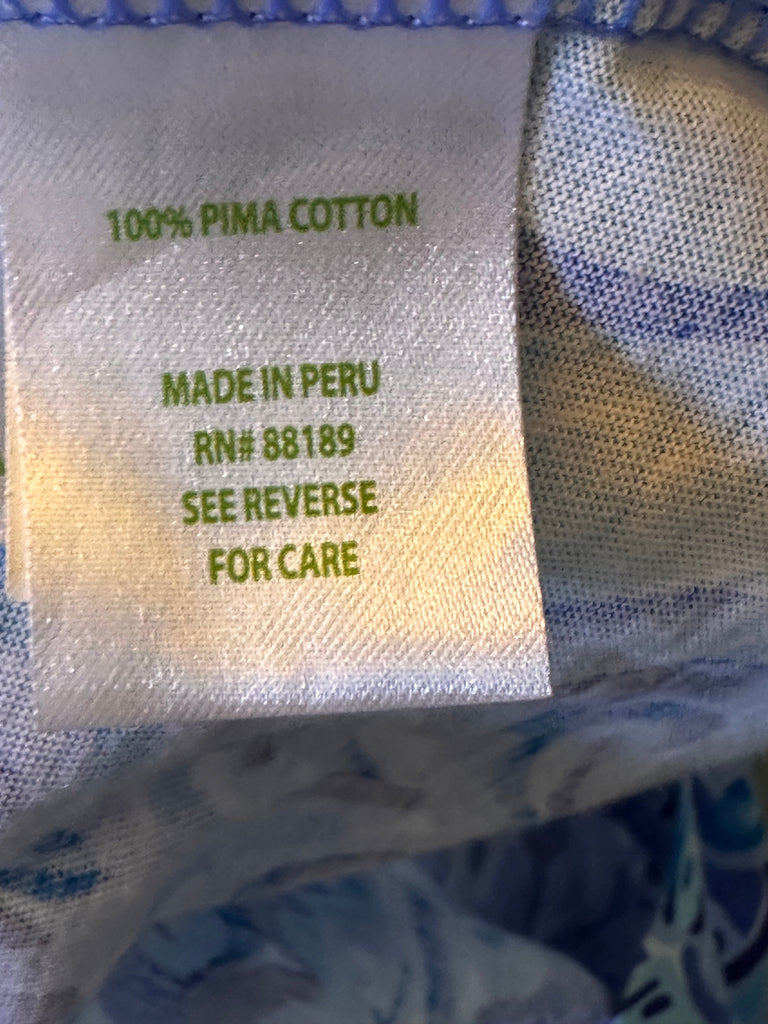 100% PIMA COTTON
MADE IN PERU
RN# 88189
SEE REVERSE
FOR CARE